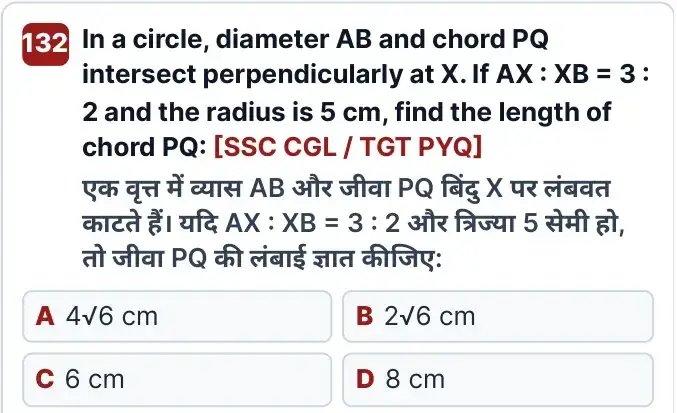 132 In a circle, diameter AB and chord PQ
intersect perpendicularly at X. If AX : XB = 3 :
2 and the radius is 5 cm, find the length of
chord PQ: [SSC CGL / TGT PYQ]
एक वृत्त में व्यास AB और जीवा PQ बिंदु X पर लंबवत
काटते हैं। यदि AX : XB = 3 : 2 और त्रिज्या 5 सेमी हो,
तो जीवा PQ की लंबाई ज्ञात कीजिए:
A 4√6 cm
B 2√6 cm
C 6 cm
D 8 cm